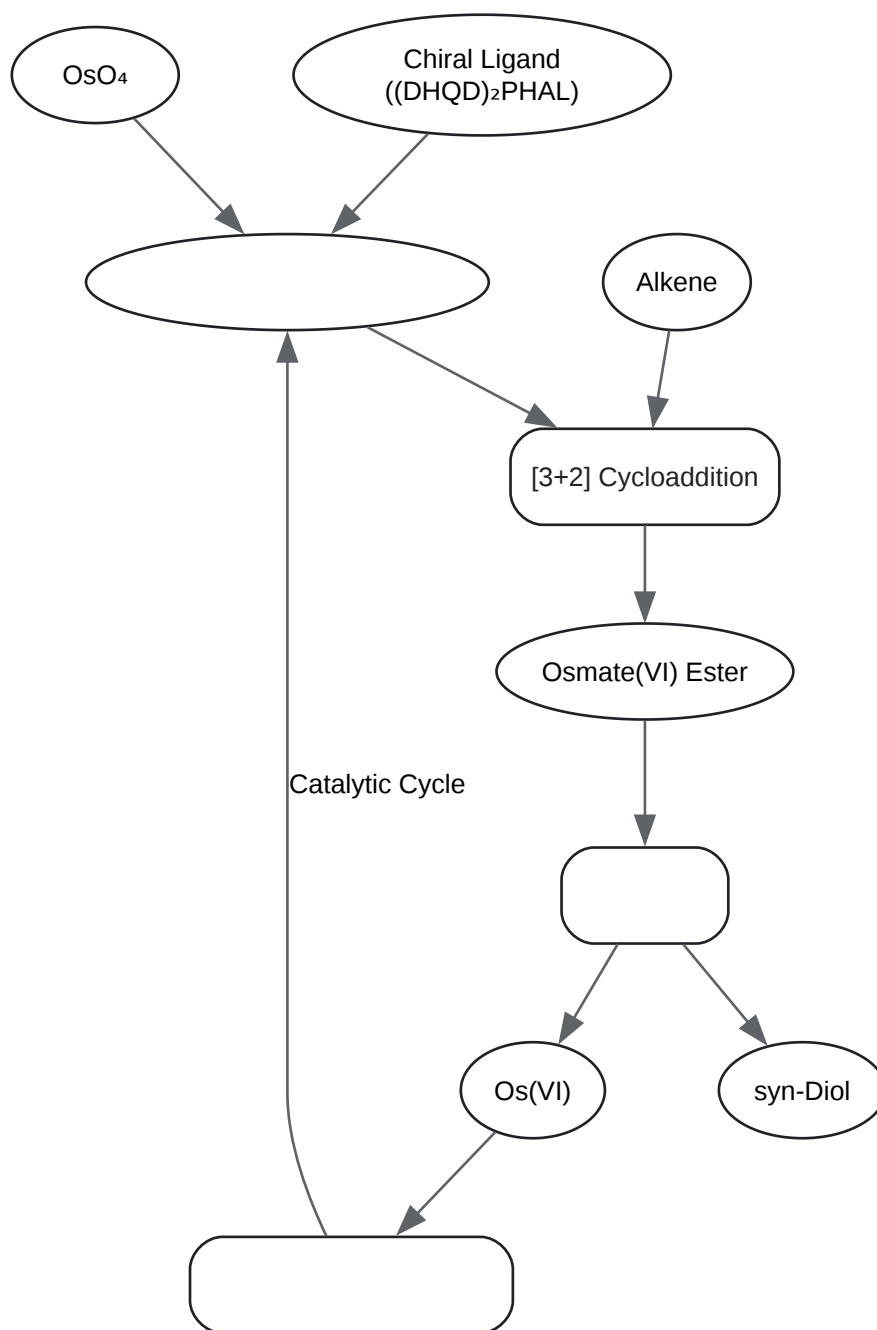 OsO₄
Chiral Ligand
((DHQD)₂PHAL)
Alkene
[3+2] Cycloaddition
Osmate(VI) Ester
Catalytic Cycle
Os(VI)
syn-Diol